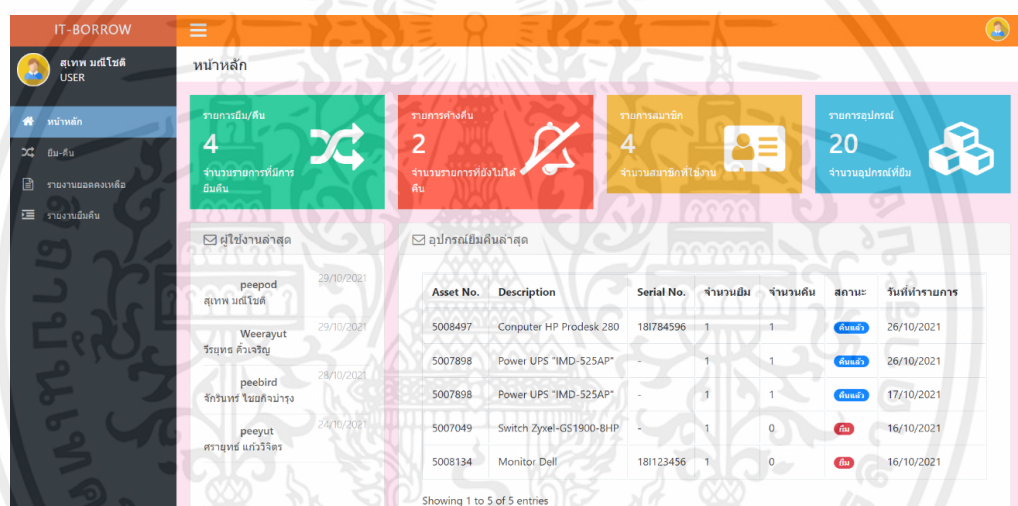 IT-BORROW
สุเทพ มณีโชติ
USER
หน้าหลัก
ยืม-คืน
รายงานยอดคงเหลือ
รายงานยืมคืน
หน้าหลัก
รายการยืม/คืน
4
จำนวนรายการที่มีการ
ยืมคืน
รายการค้างคืน
2
จำนวนรายการที่ยังไม่ได้
คืน
รายการสมาชิก
4
จำนวนสมาชิกที่ใช้งาน
รายการอุปกรณ์
20
จำนวนอุปกรณ์ที่ยืม
ผู้ใช้งานล่าสุด
peepod 29/10/2021
สุเทพ มณีโชติ
Weerayut 29/10/2021
วีรยุทธ คิ้วเจริญ
peebird 28/10/2021
จักรินทร์ ไขยกิจบำรุง
peeyut 24/10/2021
ศรายุทธ์ แก้ววิจิตร
อุปกรณ์ยืมคืนล่าสุด
Asset No. Description Serial No. จำนวนยืม จำนวนคืน สถานะ วันที่ทำรายการ
5008497 Conputer HP Prodesk 280 18I784596 1 1 คืนแล้ว 26/10/2021
5007898 Power UPS "IMD-525AP" - 1 1 คืนแล้ว 26/10/2021
5007898 Power UPS "IMD-525AP" - 1 1 คืนแล้ว 17/10/2021
5007049 Switch Zyxel-GS1900-8HP - 1 0 ยืม 16/10/2021
5008134 Monitor Dell 18I123456 1 0 ยืม 16/10/2021
Showing 1 to 5 of 5 entries